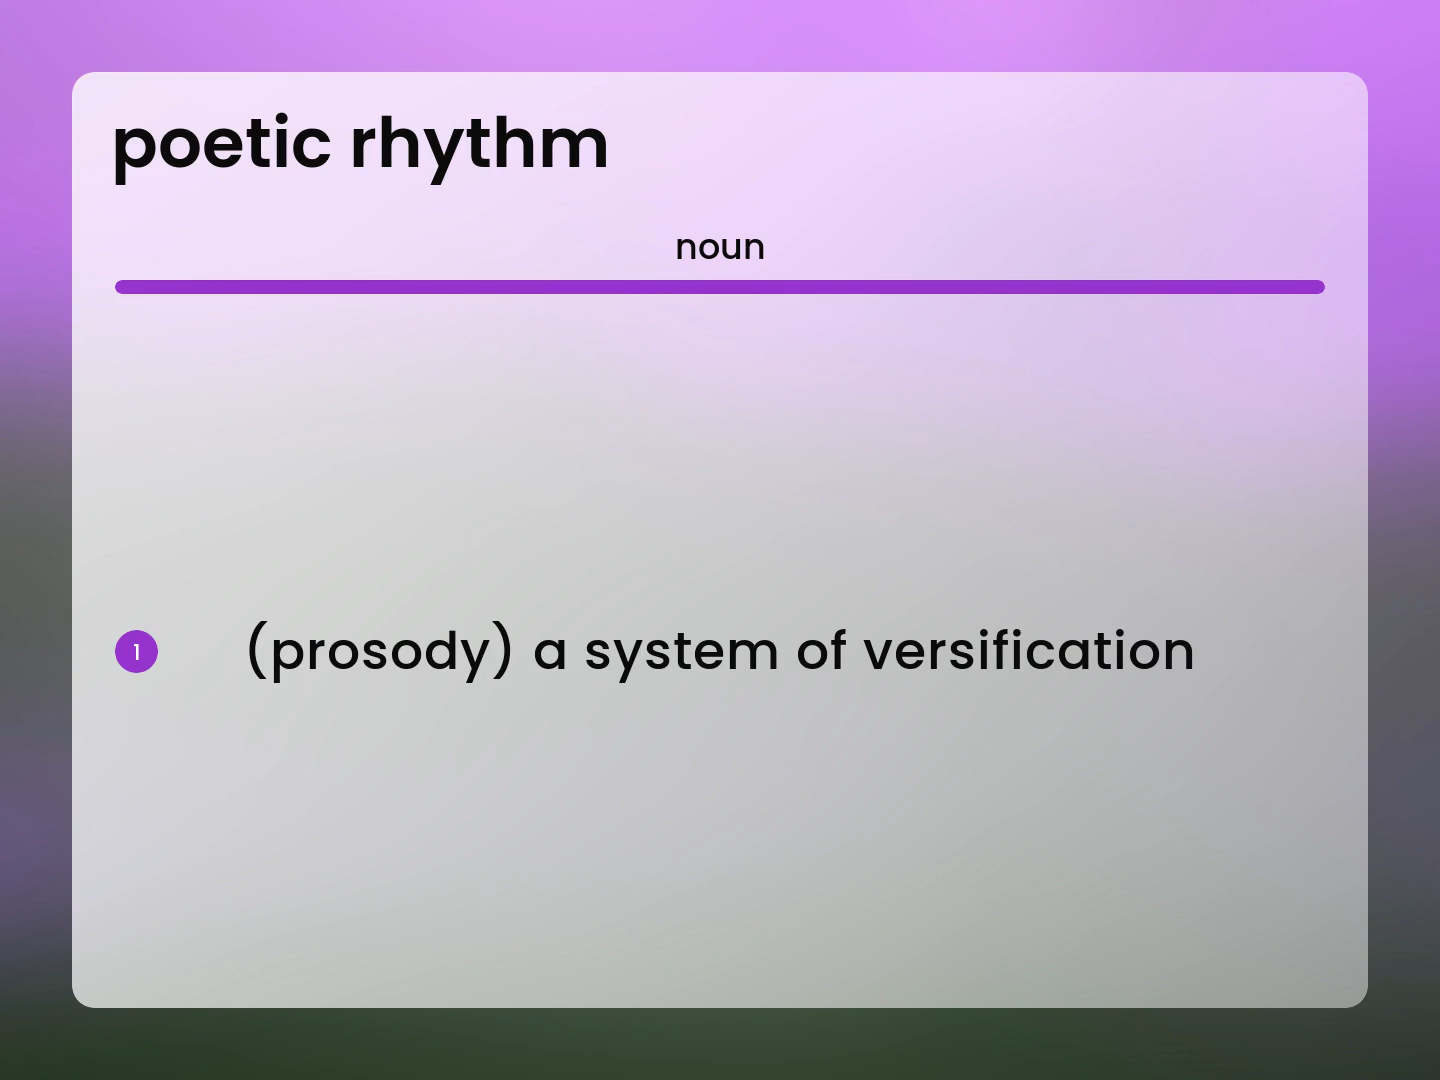 poetic rhythm
noun
1 (prosody) a system of versification